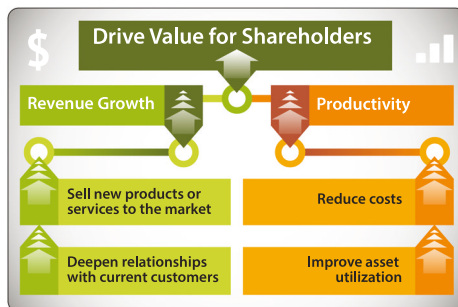 $
Drive Value for Shareholders
Revenue Growth
Productivity
Sell new products or
services to the market
Reduce costs
Deepen relationships
with current customers
Improve asset
utilization